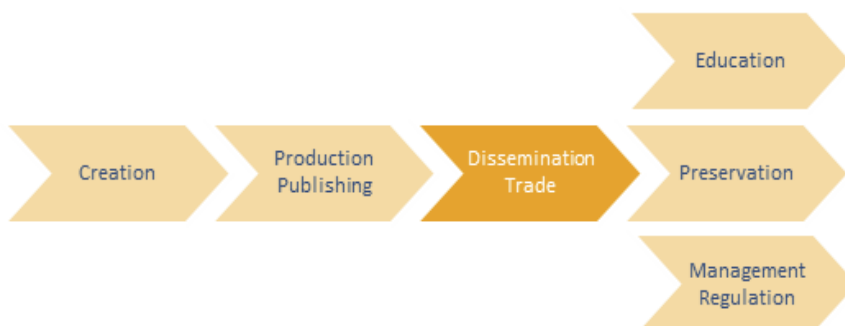 Education
Creation
Production
Publishing
Dissemination
Trade
Preservation
Management
Regulation